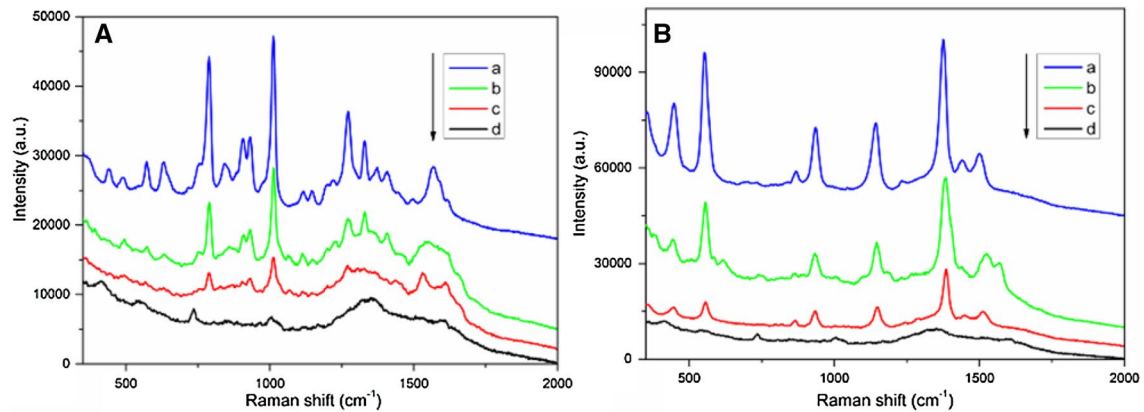 A
50000
40000
30000
20000
10000
0
Intensity (a.u.)
500
1000
1500
2000
Raman shift (cm-1)
a
b
c
d
B
90000
60000
30000
0
Intensity (a.u.)
500
1000
1500
2000
Raman shift (cm-1)
a
b
c
d